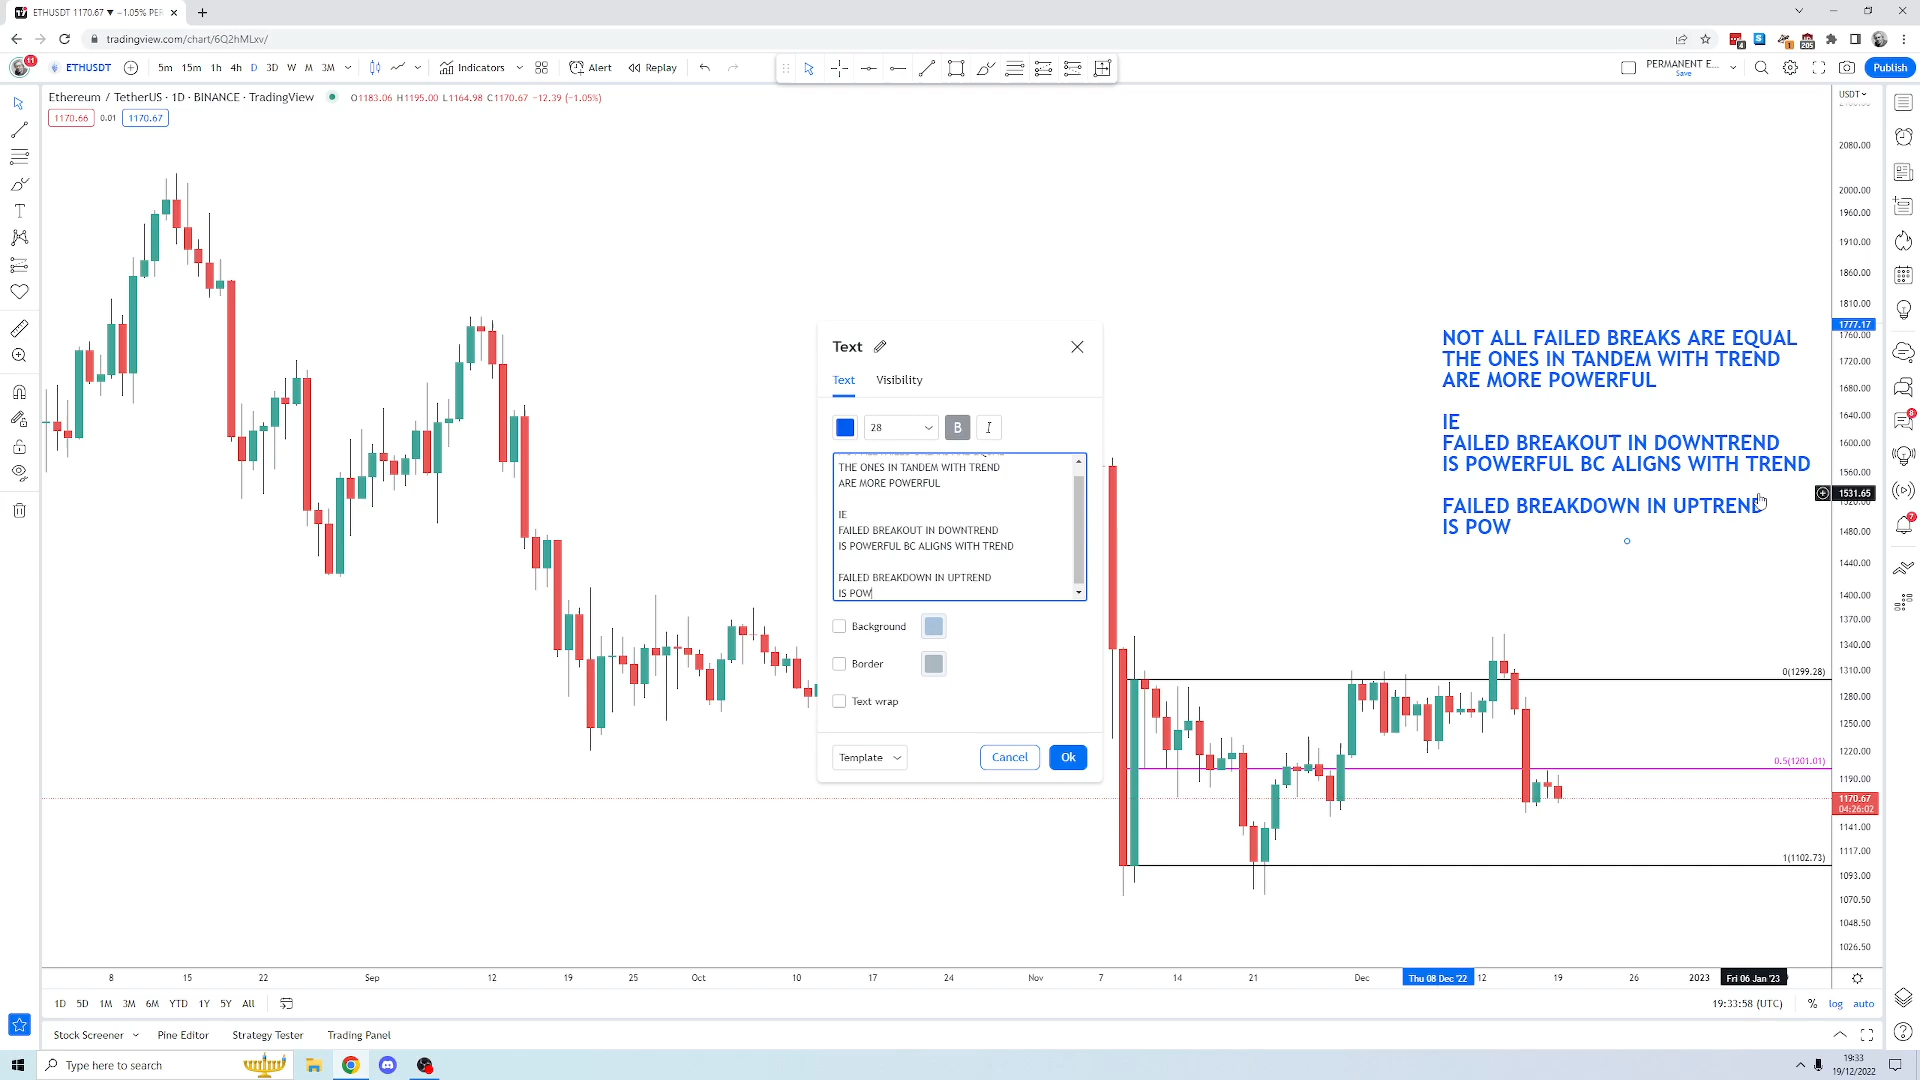 ETHUSDT 1170.67 ▼ −1.05% PER
tradingview.com/chart/6Q2hMLxv/
4
1
205
11
ETHUSDT
5m 15m 1h 4h D 3D W M 3M
Indicators
Alert
Replay
PERMANENT E...
Save
Publish
Ethereum / TetherUS · 1D · BINANCE · TradingView
O1183.06 H1195.00 L1164.98 C1170.67 −12.39 (−1.05%)
1170.66 0.01 1170.67
USDT
2080.00
2000.00
1960.00
1910.00
1860.00
1810.00
1777.17
1760.00
1720.00
1680.00
1640.00
1600.00
1560.00
1531.65
1480.00
1440.00
1400.00
1370.00
1340.00
1310.00
1280.00
1250.00
1220.00
1190.00
1170.67
04:26:02
1141.00
1117.00
1093.00
1070.50
1048.50
1026.50
NOT ALL FAILED BREAKS ARE EQUAL
THE ONES IN TANDEM WITH TREND
ARE MORE POWERFUL
IE
FAILED BREAKOUT IN DOWNTREND
IS POWERFUL BC ALIGNS WITH TREND
FAILED BREAKDOWN IN UPTREND
IS POW
Text
Text Visibility
28 B I
THE ONES IN TANDEM WITH TREND
ARE MORE POWERFUL
IE
FAILED BREAKOUT IN DOWNTREND
IS POWERFUL BC ALIGNS WITH TREND
FAILED BREAKDOWN IN UPTREND
IS POW
Background
Border
Text wrap
Template
Cancel
Ok
0(1299.28)
0.5(1201.01)
1(1102.73)
8
7
8 15 22 Sep 12 19 25 Oct 10 17 24 Nov 7 14 21 Dec Thu 08 Dec '22 12 19 26 2023 Fri 06 Jan '23
1D 5D 1M 3M 6M YTD 1Y 5Y All
19:33:58 (UTC) % log auto
Stock Screener Pine Editor Strategy Tester Trading Panel
Type here to search
19:33
19/12/2022